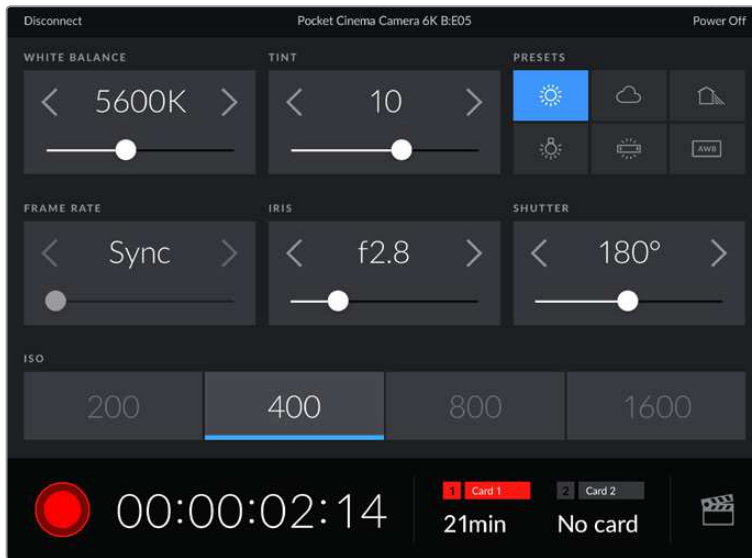 Disconnect Pocket Cinema Camera 6K B:E05 Power Off
WHITE BALANCE TINT PRESETS
5600K 10
AWB
FRAME RATE IRIS SHUTTER
Sync f2.8 180°
ISO
200 400 800 1600
00:00:02:14
1 Card 1 2 Card 2
21min No card